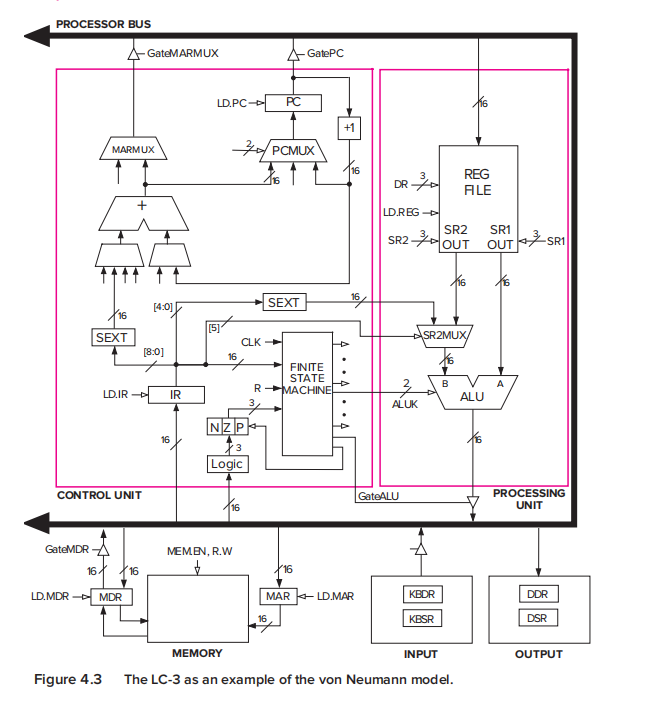 PROCESSOR BUS
GateMARMUX
GatePC
LD.PC
PC
16
+1
2
MARMUX
PCMUX
16
16
REG
FILE
DR
3
LD.REG
+
SR2
OUT
SR1
OUT
SR2
3
3
SR1
16
16
[4:0]
SEXT
16
16
[5]
SEXT
SR2MUX
CLK
[8:0]
16
16
FINITE
STATE
MACHINE
B
A
ALU
LD.IR
IR
R
2
ALUK
3
N Z P
16
3
16
Logic
GateALU
CONTROL UNIT
16
PROCESSING
UNIT
GateMDR
MEM.EN, R.W
16
16
16
LD.MDR
MDR
MAR
LD.MAR
KBDR
DDR
16
KBSR
DSR
MEMORY
INPUT
OUTPUT
Figure 4.3 The LC-3 as an example of the von Neumann model.